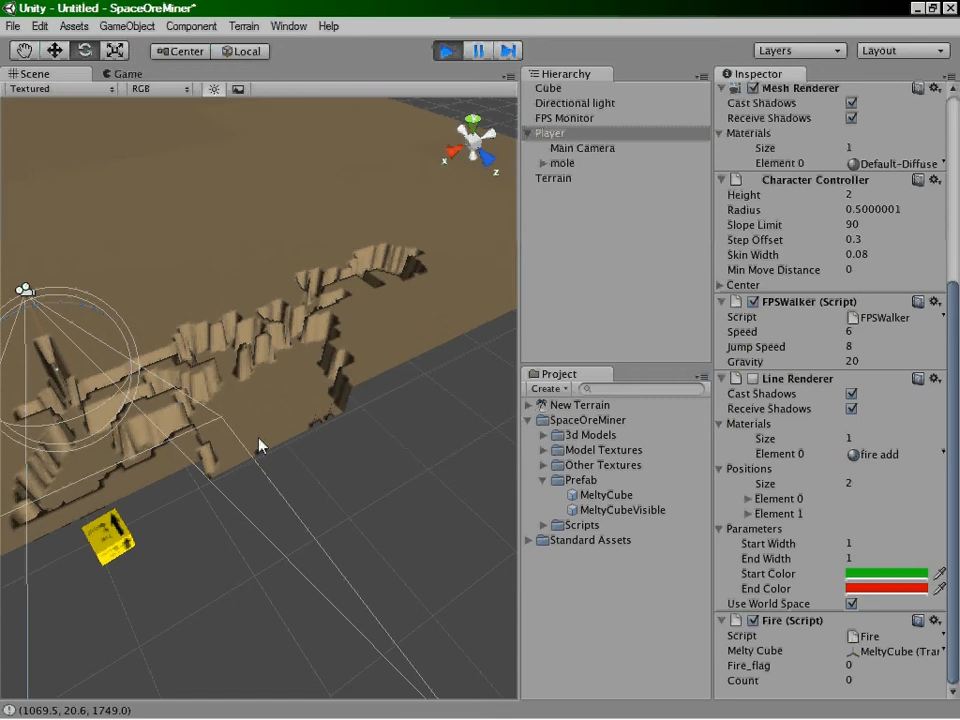 Unity - Untitled - SpaceOreMiner*
File Edit Assets GameObject Component Terrain Window Help
Center Local Layers Layout
Scene Game
Textured RGB
y
x
z
Hierarchy
Cube
Directional light
FPS Monitor
Player
Main Camera
mole
Terrain
Project
Create
New Terrain
SpaceOreMiner
3d Models
Model Textures
Other Textures
Prefab
MeltyCube
MeltyCubeVisible
Scripts
Standard Assets
Inspector
Mesh Renderer
Cast Shadows
Receive Shadows
Materials
Size 1
Element 0 Default-Diffuse
Character Controller
Height 2
Radius 0.5000001
Slope Limit 90
Step Offset 0.3
Skin Width 0.08
Min Move Distance 0
Center
FPSWalker (Script)
Script FPSWalker
Speed 6
Jump Speed 8
Gravity 20
Line Renderer
Cast Shadows
Receive Shadows
Materials
Size 1
Element 0 fire add
Positions
Size 2
Element 0
Element 1
Parameters
Start Width 1
End Width 1
Start Color
End Color
Use World Space
Fire (Script)
Script Fire
Melty Cube MeltyCube (Tran
Fire_flag 0
Count 0
(1069.5, 20.6, 1749.0)